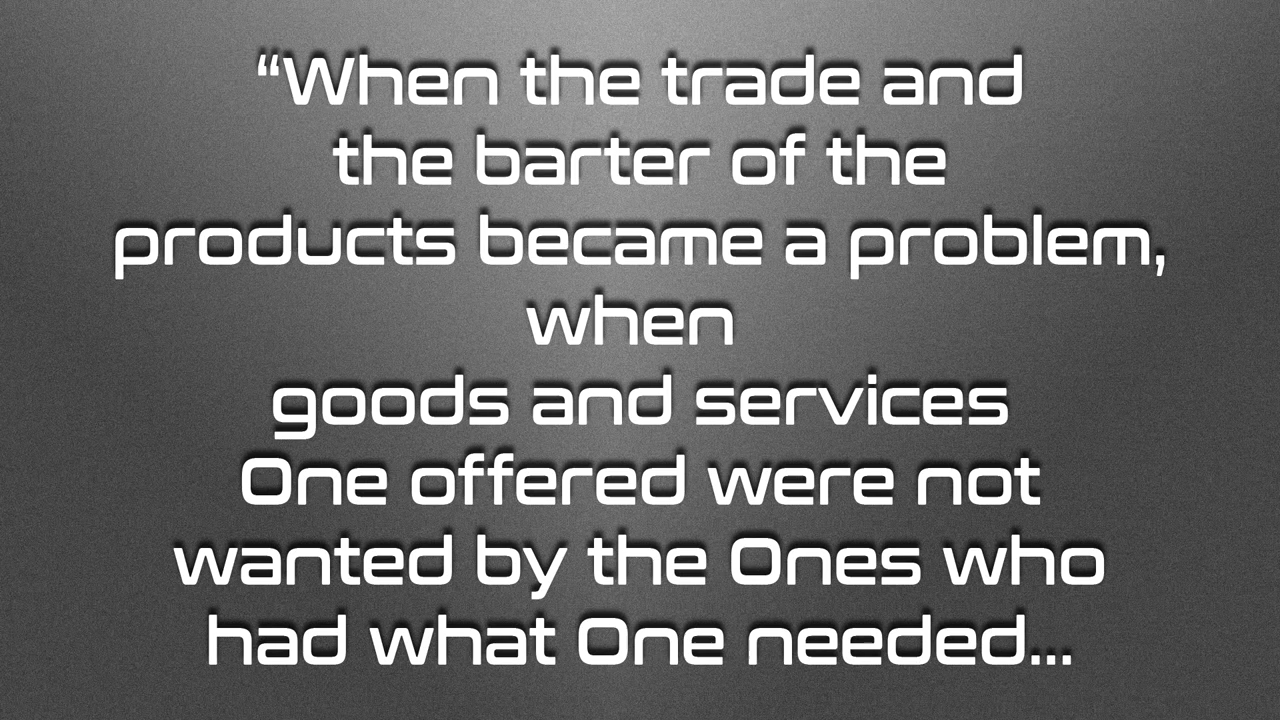 “When the trade and
the barter of the
products became a problem,
when
goods and services
One offered were not
wanted by the Ones who
had what One needed...